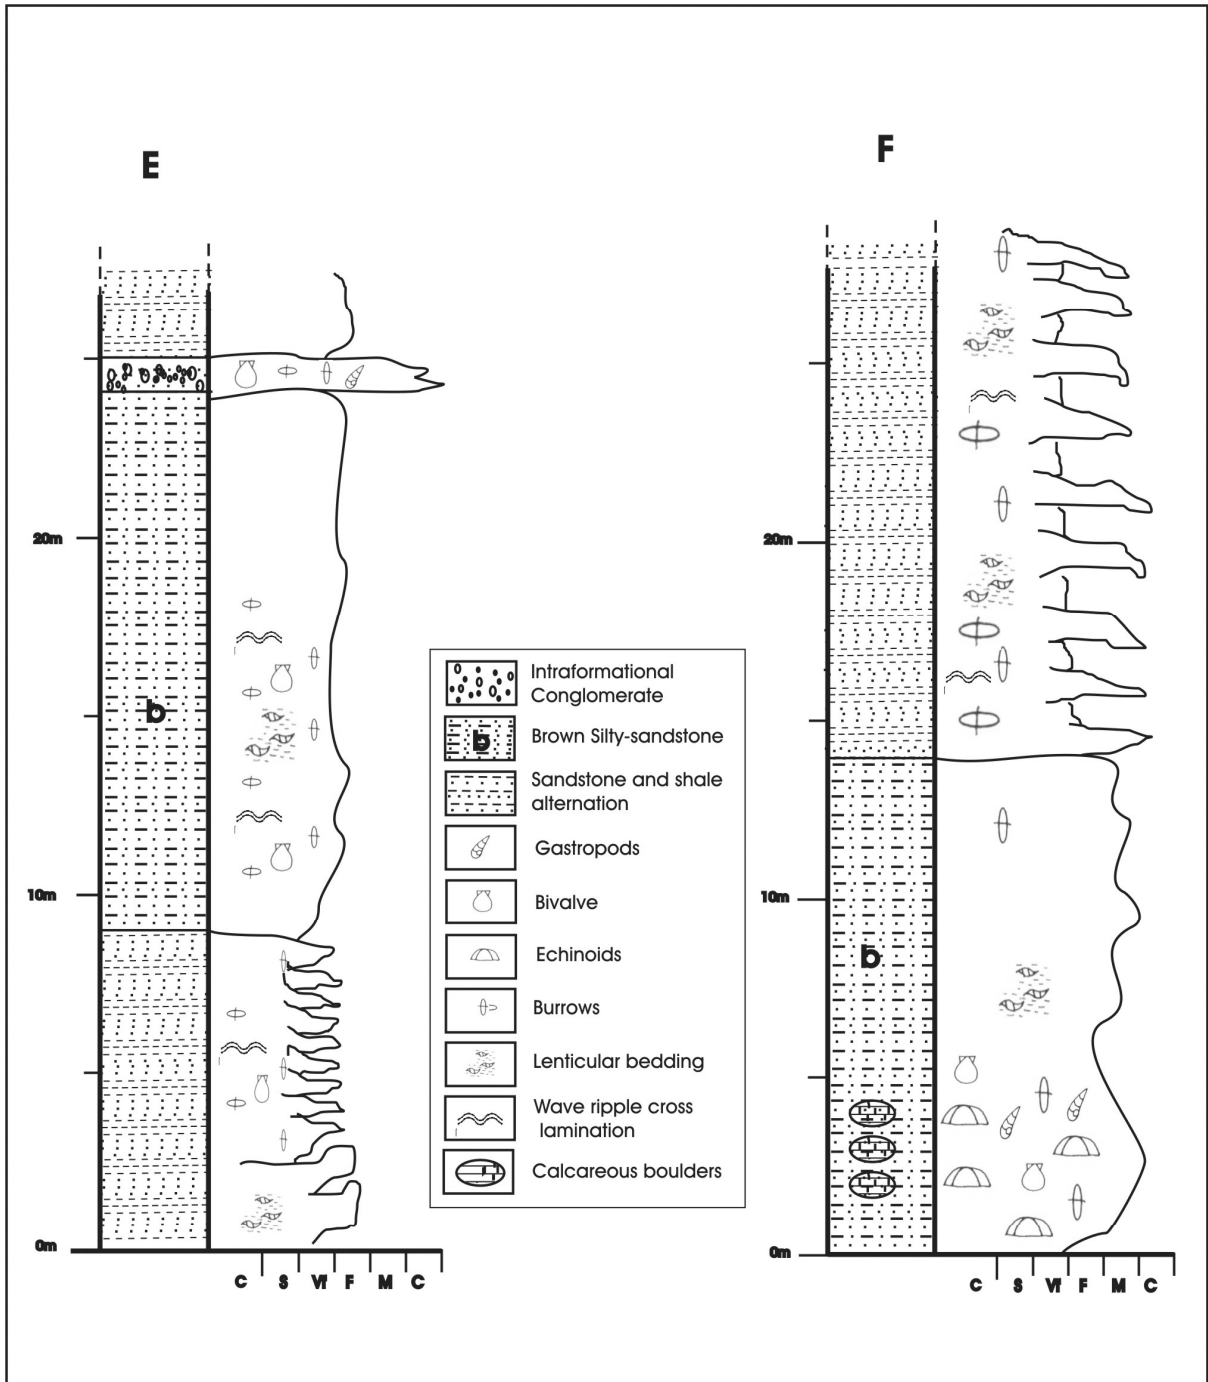 E
F
20m
b
10m
0m
C S Vf F M C
Intraformational
Conglomerate
b
Brown Silty-sandstone
Sandstone and shale
alternation
Gastropods
Bivalve
Echinoids
Burrows
Lenticular bedding
Wave ripple cross
lamination
Calcareous boulders
20m
10m
b
0m
C S Vf F M C